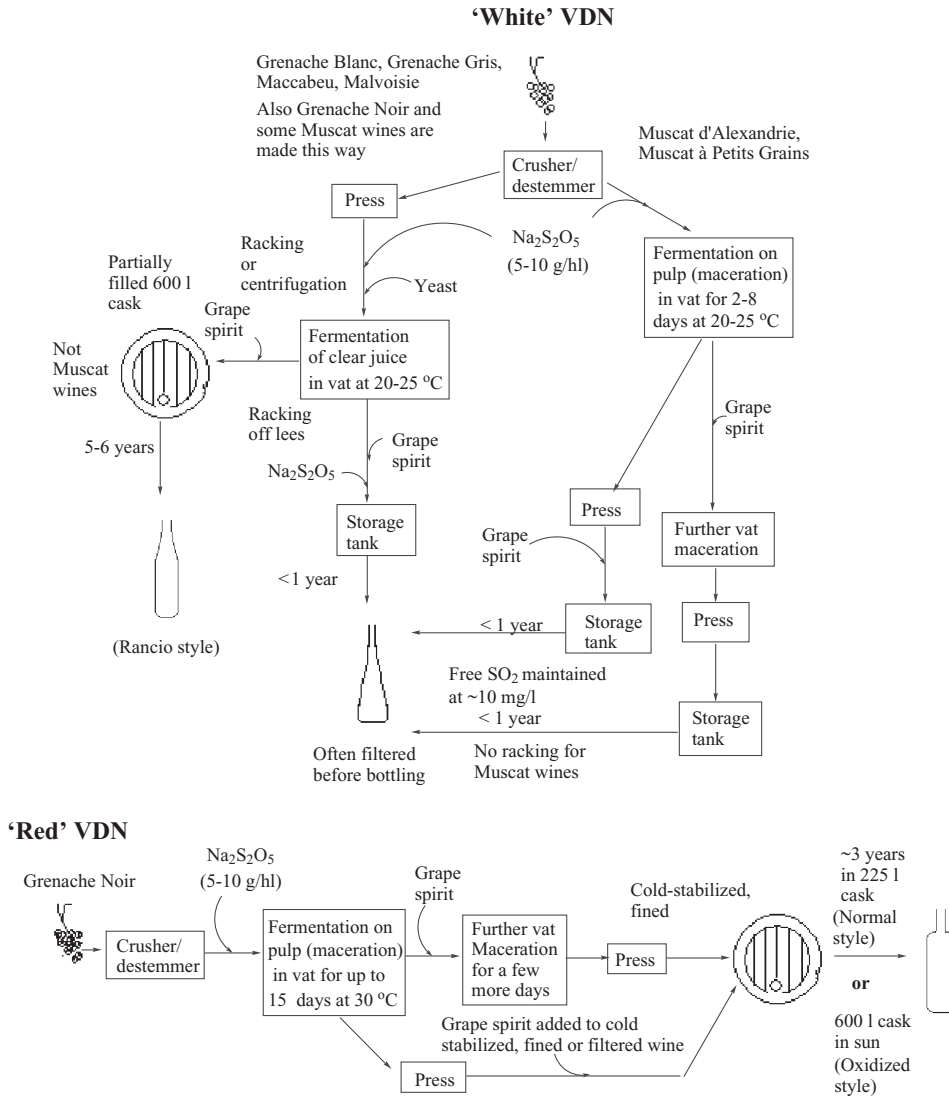 ‘White’ VDN
Grenache Blanc, Grenache Gris,
Maccabeu, Malvoisie
Also Grenache Noir and
some Muscat wines are
made this way
Muscat d'Alexandrie,
Muscat à Petits Grains
Crusher/
destemmer
Press
Na₂S₂O₅
(5-10 g/hl)
Racking
or
centrifugation
Yeast
Fermentation on
pulp (maceration)
in vat for 2-8
days at 20-25 °C
Partially
filled 600 l
cask
Grape
spirit
Not
Muscat
wines
Fermentation
of clear juice
in vat at 20-25 °C
Racking
off lees
Grape
spirit
Na₂S₂O₅
5-6 years
Grape
spirit
Storage
tank
Press
Further vat
maceration
Grape
spirit
<1 year
(Rancio style)
< 1 year
Storage
tank
Press
Free SO₂ maintained
at ~10 mg/l
< 1 year
Storage
tank
Often filtered
before bottling
No racking for
Muscat wines
‘Red’ VDN
Grenache Noir
Na₂S₂O₅
(5-10 g/hl)
Crusher/
destemmer
Fermentation on
pulp (maceration)
in vat for up to
15 days at 30 °C
Grape
spirit
Further vat
Maceration
for a few
more days
Press
Cold-stabilized,
fined
~3 years
in 225 l
cask
(Normal
style)
or
600 l cask
in sun
(Oxidized
style)
Grape spirit added to cold
stabilized, fined or filtered wine
Press